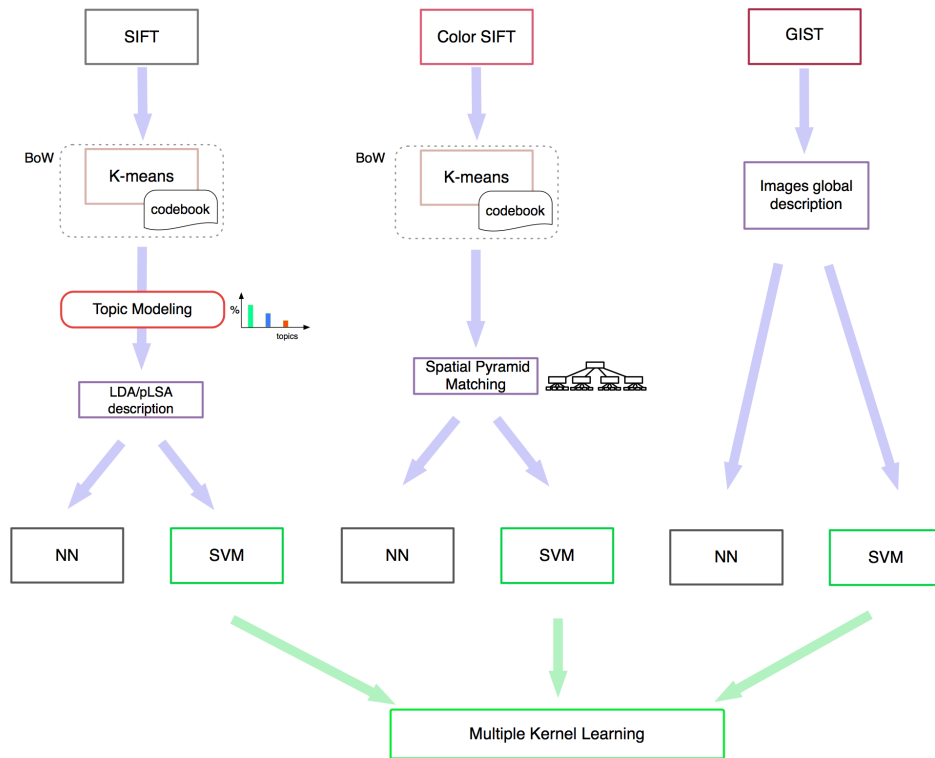 SIFT
Color SIFT
GIST
BoW
K-means
codebook
BoW
K-means
codebook
Images global
description
Topic Modeling
%
topics
Spatial Pyramid
Matching
LDA/pLSA
description
NN
SVM
NN
SVM
NN
SVM
Multiple Kernel Learning